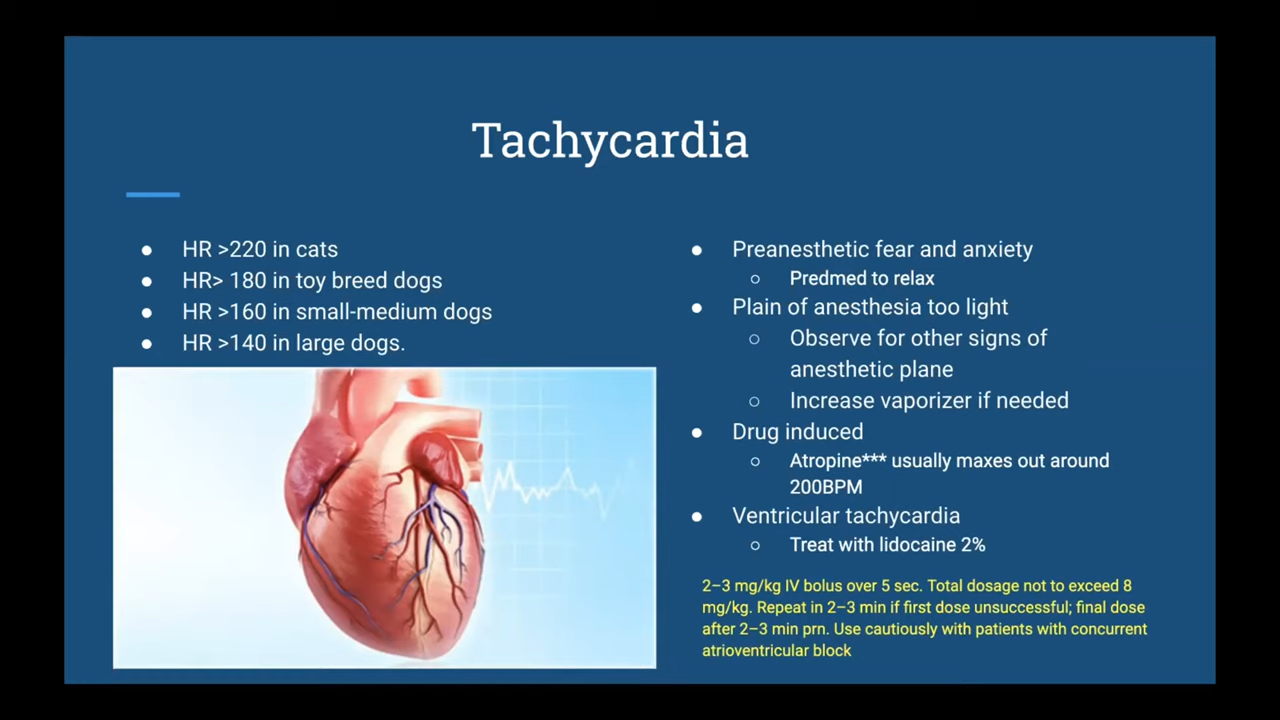 Tachycardia
● HR >220 in cats
● HR> 180 in toy breed dogs
● HR >160 in small-medium dogs
● HR >140 in large dogs.
● Preanesthetic fear and anxiety
○ Predmed to relax
● Plain of anesthesia too light
○ Observe for other signs of
anesthetic plane
○ Increase vaporizer if needed
● Drug induced
○ Atropine*** usually maxes out around
200BPM
● Ventricular tachycardia
○ Treat with lidocaine 2%
2–3 mg/kg IV bolus over 5 sec. Total dosage not to exceed 8
mg/kg. Repeat in 2–3 min if first dose unsuccessful; final dose
after 2–3 min prn. Use cautiously with patients with concurrent
atrioventricular block